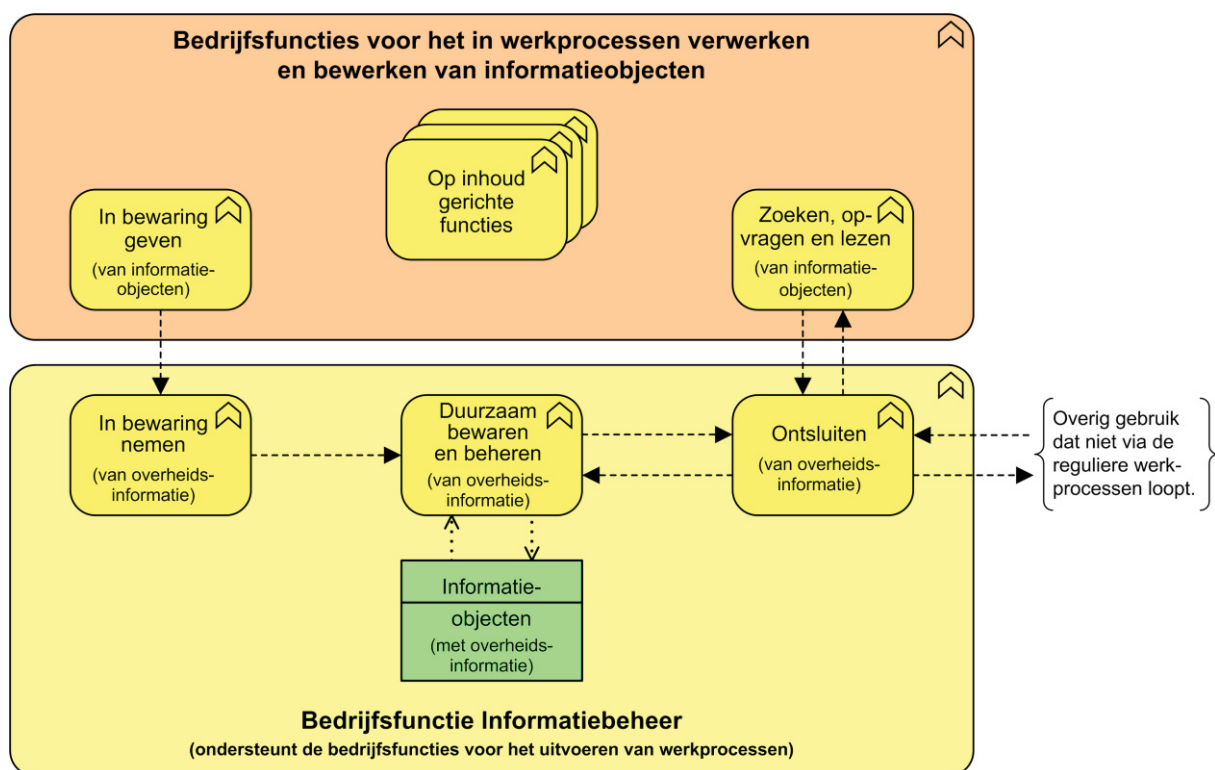 Bedrijfsfuncties voor het in werkprocessen verwerken
en bewerken van informatieobjecten
Op inhoud
gerichte
functies
In bewaring
geven
(van informatie-
objecten)
Zoeken, op-
vragen en lezen
(van informatie-
objecten)
In bewaring
nemen
(van overheids-
informatie)
Duurzaam
bewaren
en beheren
(van overheids-
informatie)
Ontsluiten
(van overheids-
informatie)
Overig gebruik
dat niet via de
reguliere werk-
processen loopt.
Informatie-
objecten
(met overheids-
informatie)
Bedrijfsfunctie Informatiebeheer
(ondersteunt de bedrijfsfuncties voor het uitvoeren van werkprocessen)